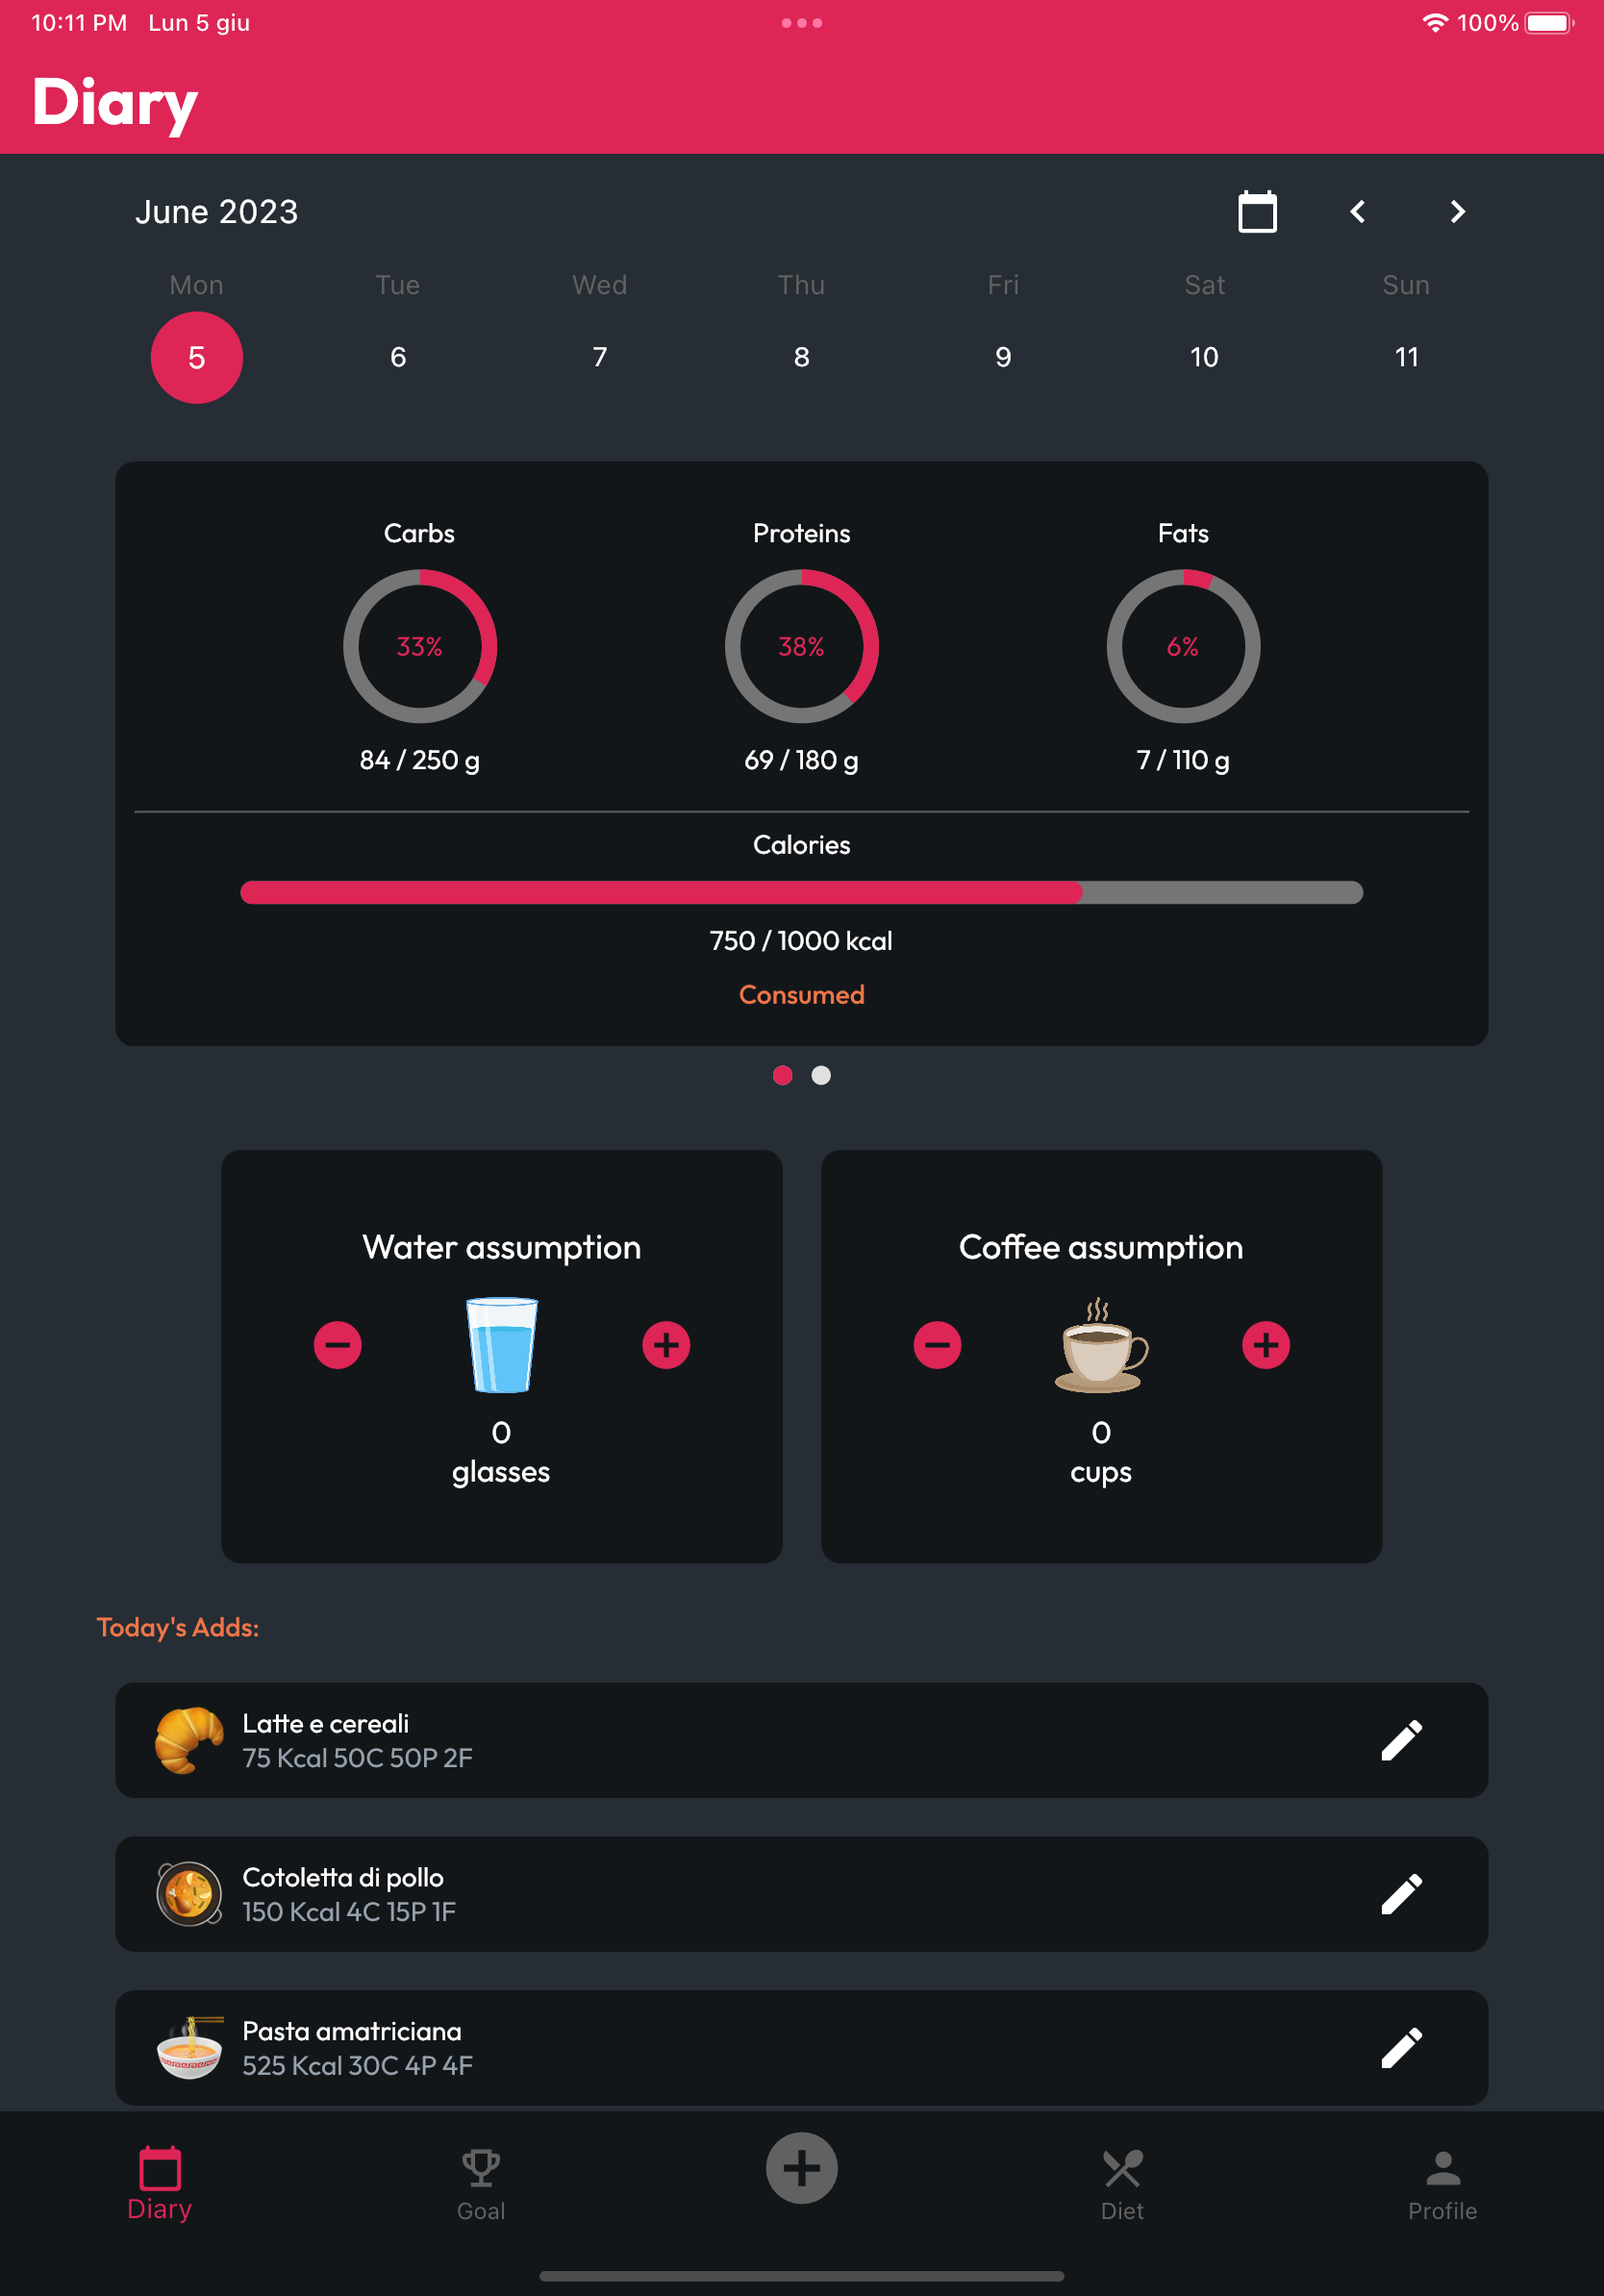 10:11 PM Lun 5 giu 100%
Diary
June 2023
Mon Tue Wed Thu Fri Sat Sun
5 6 7 8 9 10 11
Carbs Proteins Fats
33% 38% 6%
84 / 250 g 69 / 180 g 7 / 110 g
Calories
750 / 1000 kcal
Consumed
Water assumption
0
glasses
Coffee assumption
0
cups
Today's Adds:
Latte e cereali
75 Kcal 50C 50P 2F
Cotoletta di pollo
150 Kcal 4C 15P 1F
Pasta amatriciana
525 Kcal 30C 4P 4F
Diary Goal Diet Profile